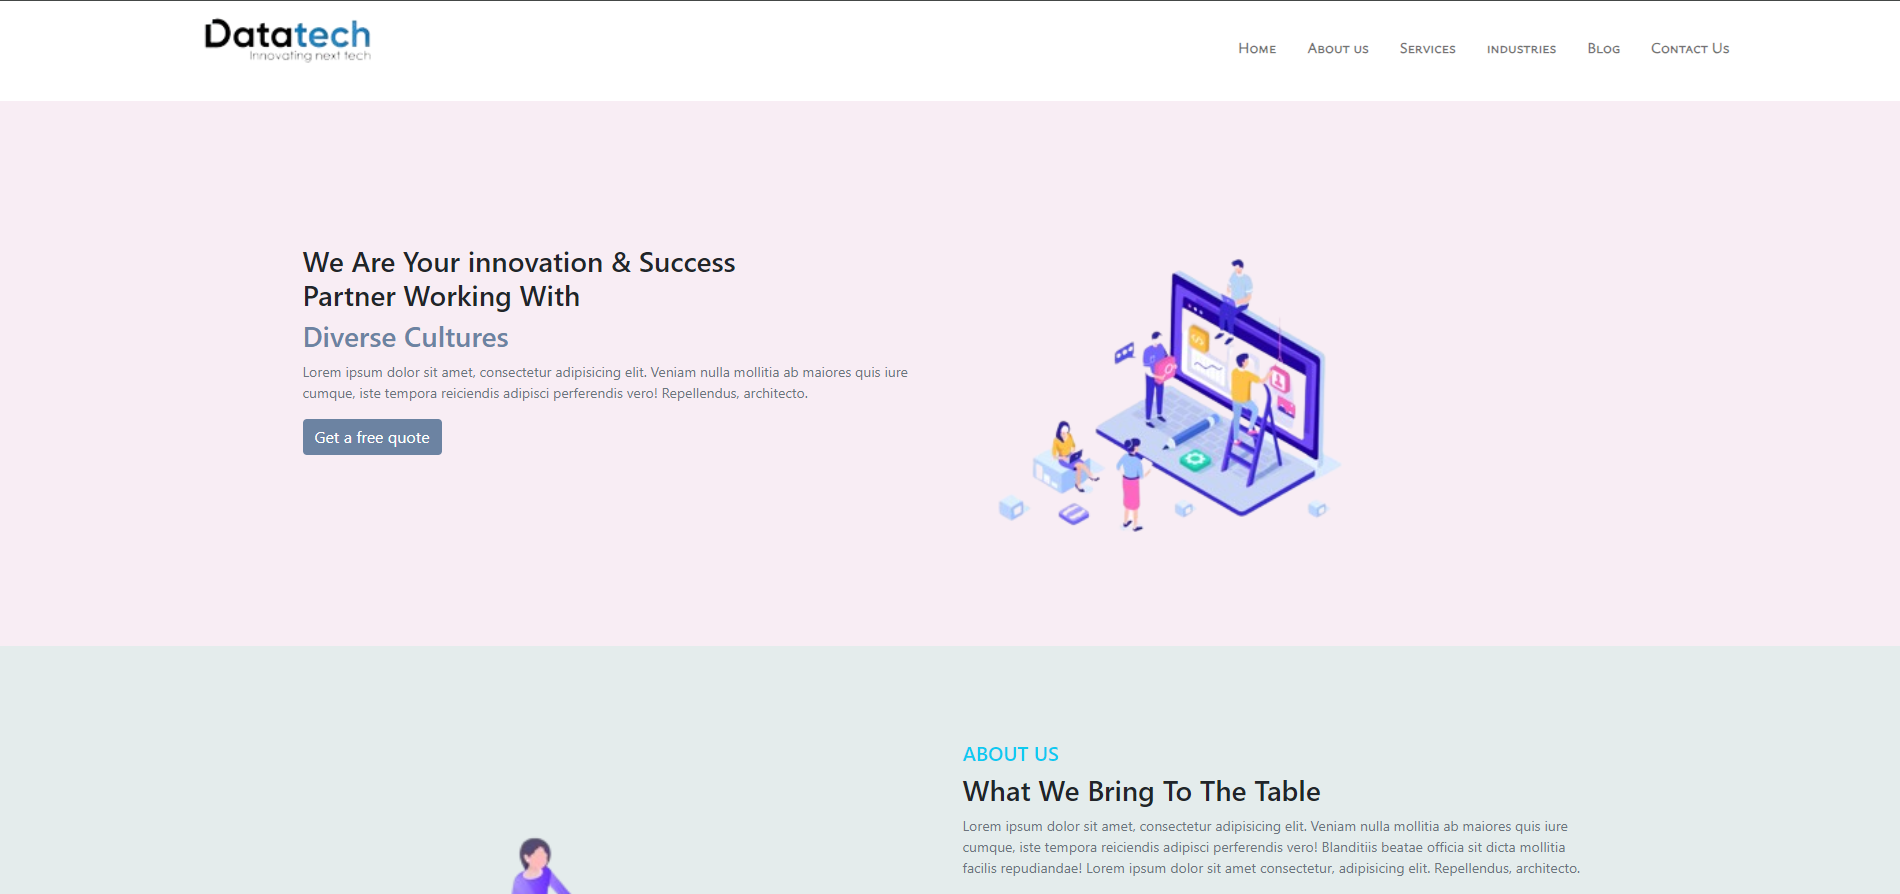 Datatech
Innovating next tech
Home About us Services industries Blog Contact Us
We Are Your innovation & Success
Partner Working With
Diverse Cultures
Lorem ipsum dolor sit amet, consectetur adipisicing elit. Veniam nulla mollitia ab maiores quis iure
cumque, iste tempora reiciendis adipisci perferendis vero! Repellendus, architecto.
Get a free quote
ABOUT US
What We Bring To The Table
Lorem ipsum dolor sit amet, consectetur adipisicing elit. Veniam nulla mollitia ab maiores quis iure
cumque, iste tempora reiciendis adipisci perferendis vero! Blanditiis beatae officia sit dicta mollitia
facilis repudiandae! Lorem ipsum dolor sit amet consectetur, adipisicing elit. Repellendus, architecto.